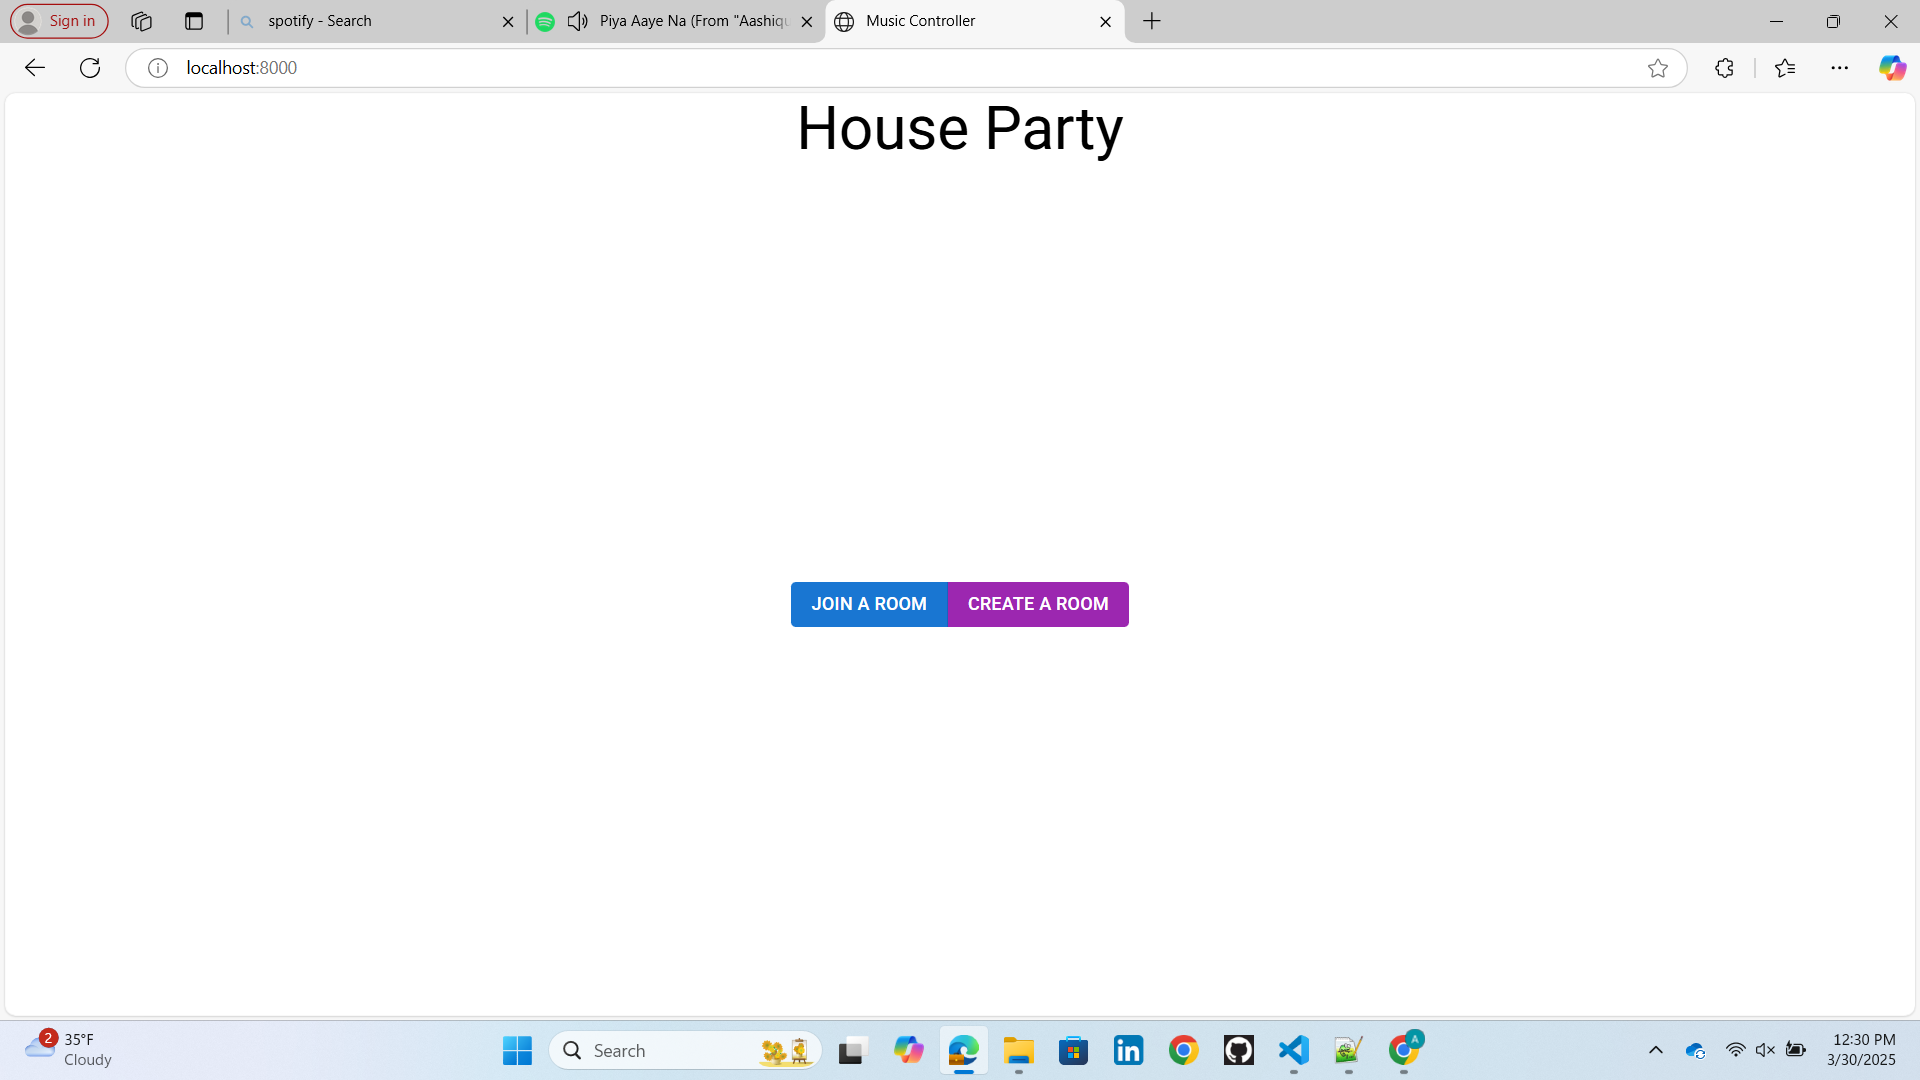 Sign in
spotify - Search
Piya Aaye Na (From "Aashiqu
Music Controller
localhost:8000
House Party
JOIN A ROOM
CREATE A ROOM
2
35°F
Cloudy
Search
in
A
12:30 PM
3/30/2025